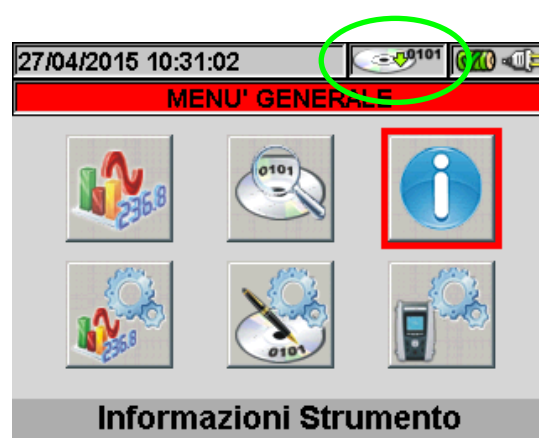 27/04/2015 10:31:02 0101
MENU' GENERALE
236.8 0101
236.8 0101
Informazioni Strumento